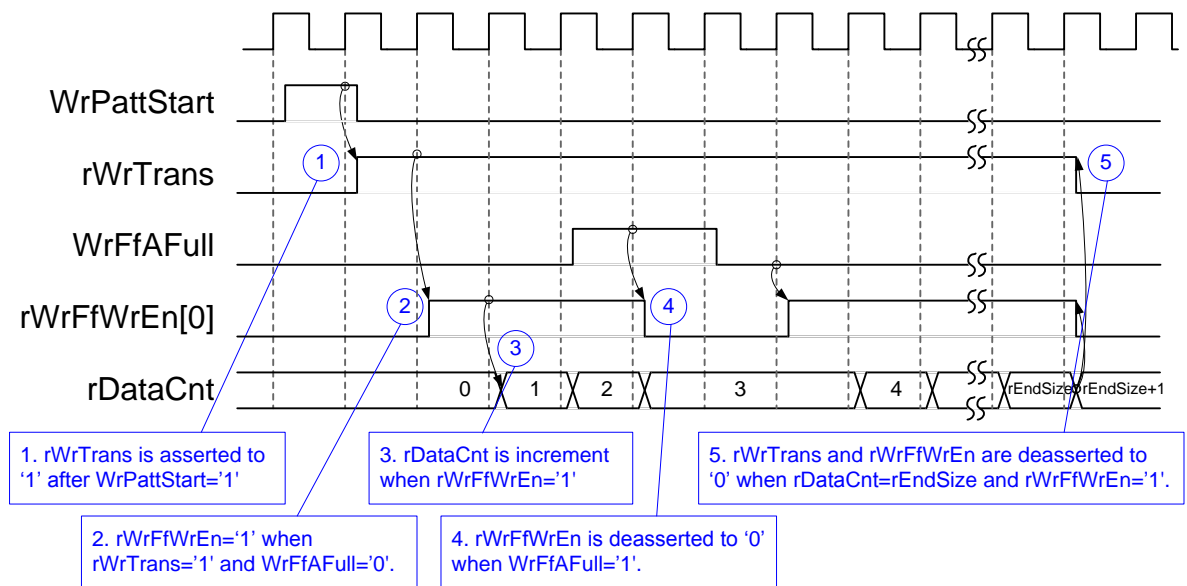 WrPattStart
rWrTrans
1
5
WrFfAFull
rWrFfWrEn[0]
2
4
3
rDataCnt
0
1
2
3
4
rEndSize
rEndSize+1
1. rWrTrans is asserted to
‘1’ after WrPattStart='1'
3. rDataCnt is increment
when rWrFfWrEn='1'
5. rWrTrans and rWrFfWrEn are deasserted to
‘0’ when rDataCnt=rEndSize and rWrFfWrEn='1'.
2. rWrFfWrEn=‘1’ when
rWrTrans='1' and WrFfAFull='0'.
4. rWrFfWrEn is deasserted to ‘0’
when WrFfAFull='1'.